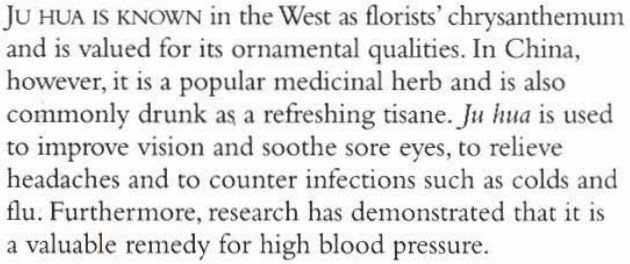 JU HUA IS KNOWN in the West as florists' chrysanthemum
and is valued for its ornamental qualities. In China,
however, it is a popular medicinal herb and is also
commonly drunk as a refreshing tisane. Ju hua is used
to improve vision and soothe sore eyes, to relieve
headaches and to counter infections such as colds and
flu. Furthermore, research has demonstrated that it is
a valuable remedy for high blood pressure.